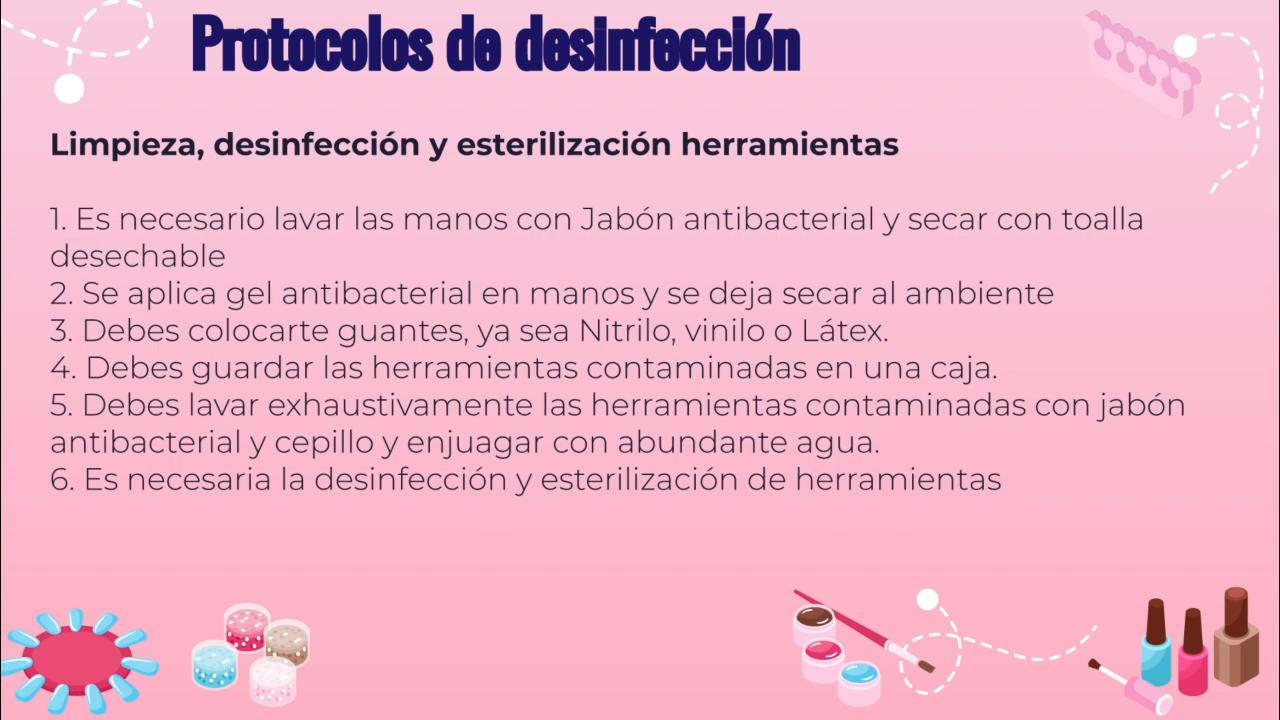 Protocolos de desinfección
Limpieza, desinfección y esterilización herramientas
1. Es necesario lavar las manos con Jabón antibacterial y secar con toalla
desechable
2. Se aplica gel antibacterial en manos y se deja secar al ambiente
3. Debes colocarte guantes, ya sea Nitrilo, vinilo o Látex.
4. Debes guardar las herramientas contaminadas en una caja.
5. Debes lavar exhaustivamente las herramientas contaminadas con jabón
antibacterial y cepillo y enjuagar con abundante agua.
6. Es necesaria la desinfección y esterilización de herramientas